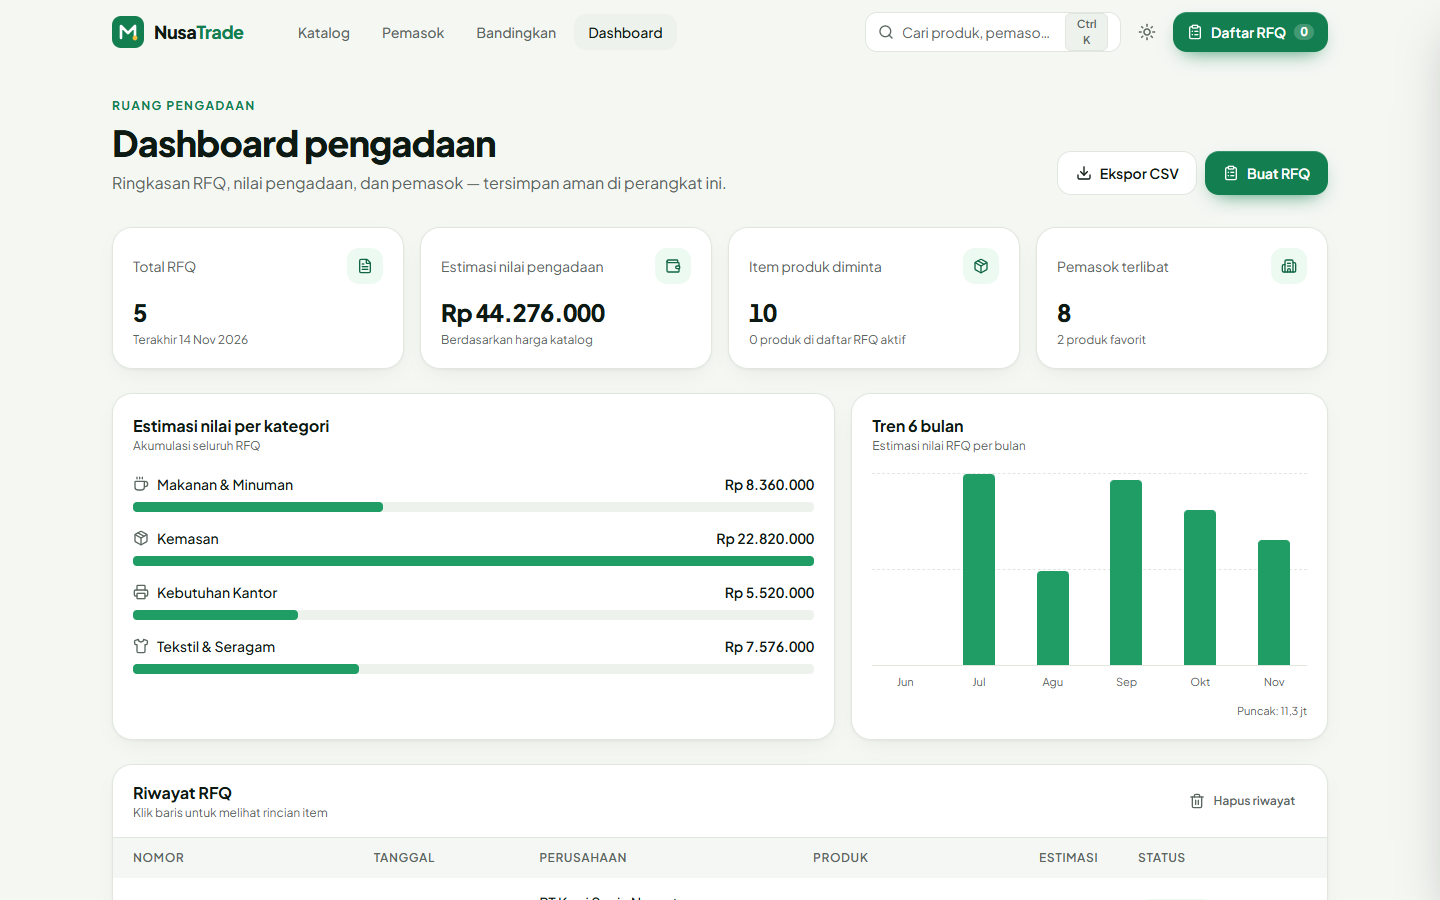 NusaTrade
Katalog
Pemasok
Bandingkan
Dashboard
Cari produk, pemaso...
Ctrl K
Daftar RFQ 0
RUANG PENGADAAN
Dashboard pengadaan
Ringkasan RFQ, nilai pengadaan, dan pemasok — tersimpan aman di perangkat ini.
Ekspor CSV
Buat RFQ
Total RFQ
5
Terakhir 14 Nov 2026
Estimasi nilai pengadaan
Rp 44.276.000
Berdasarkan harga katalog
Item produk diminta
10
0 produk di daftar RFQ aktif
Pemasok terlibat
8
2 produk favorit
Estimasi nilai per kategori
Akumulasi seluruh RFQ
Makanan & Minuman Rp 8.360.000
Kemasan Rp 22.820.000
Kebutuhan Kantor Rp 5.520.000
Tekstil & Seragam Rp 7.576.000
Tren 6 bulan
Estimasi nilai RFQ per bulan
Jun Jul Agu Sep Okt Nov
Puncak: 11,3 jt
Riwayat RFQ
Klik baris untuk melihat rincian item
Hapus riwayat
NOMOR TANGGAL PERUSAHAAN PRODUK ESTIMASI STATUS